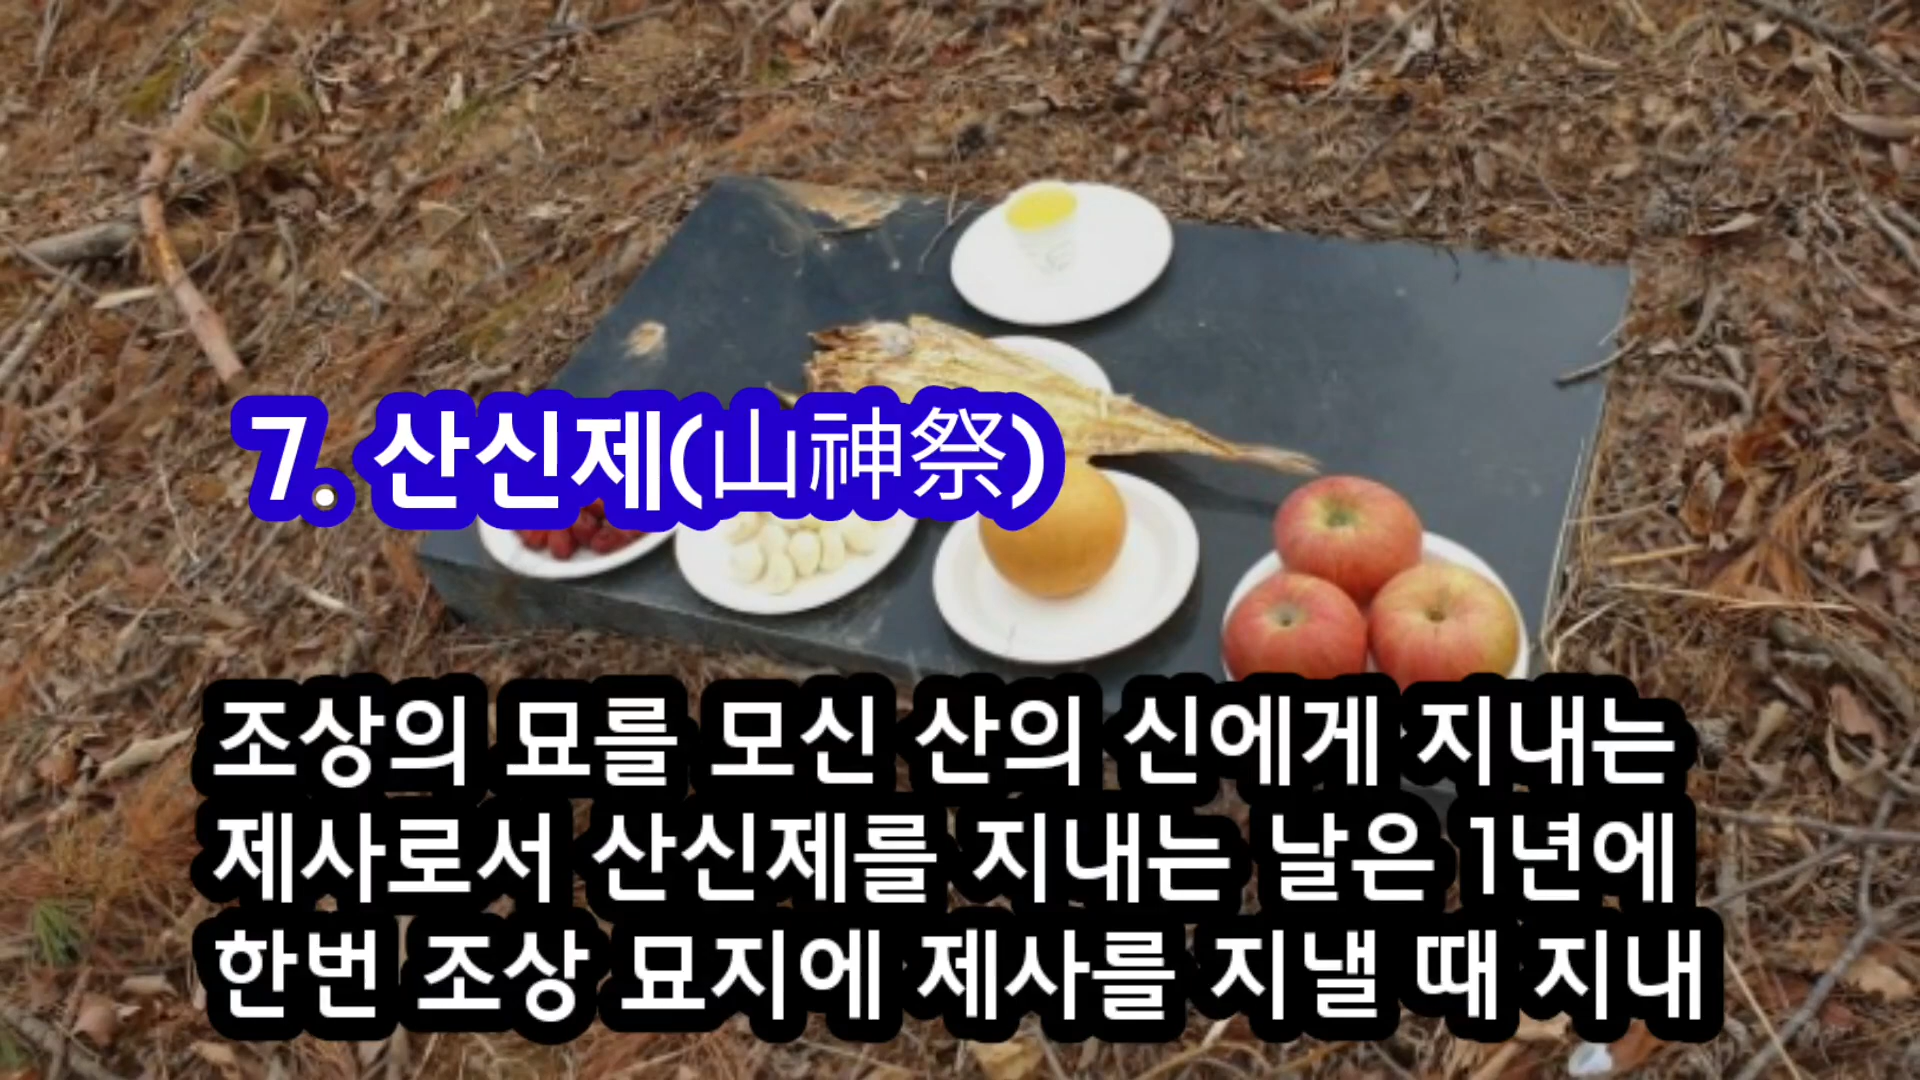 7. 산신제(山神祭)
조상의 묘를 모신 산의 신에게 지내는
제사로서 산신제를 지내는 날은 1년에
한번 조상 묘지에 제사를 지낼 때 지내